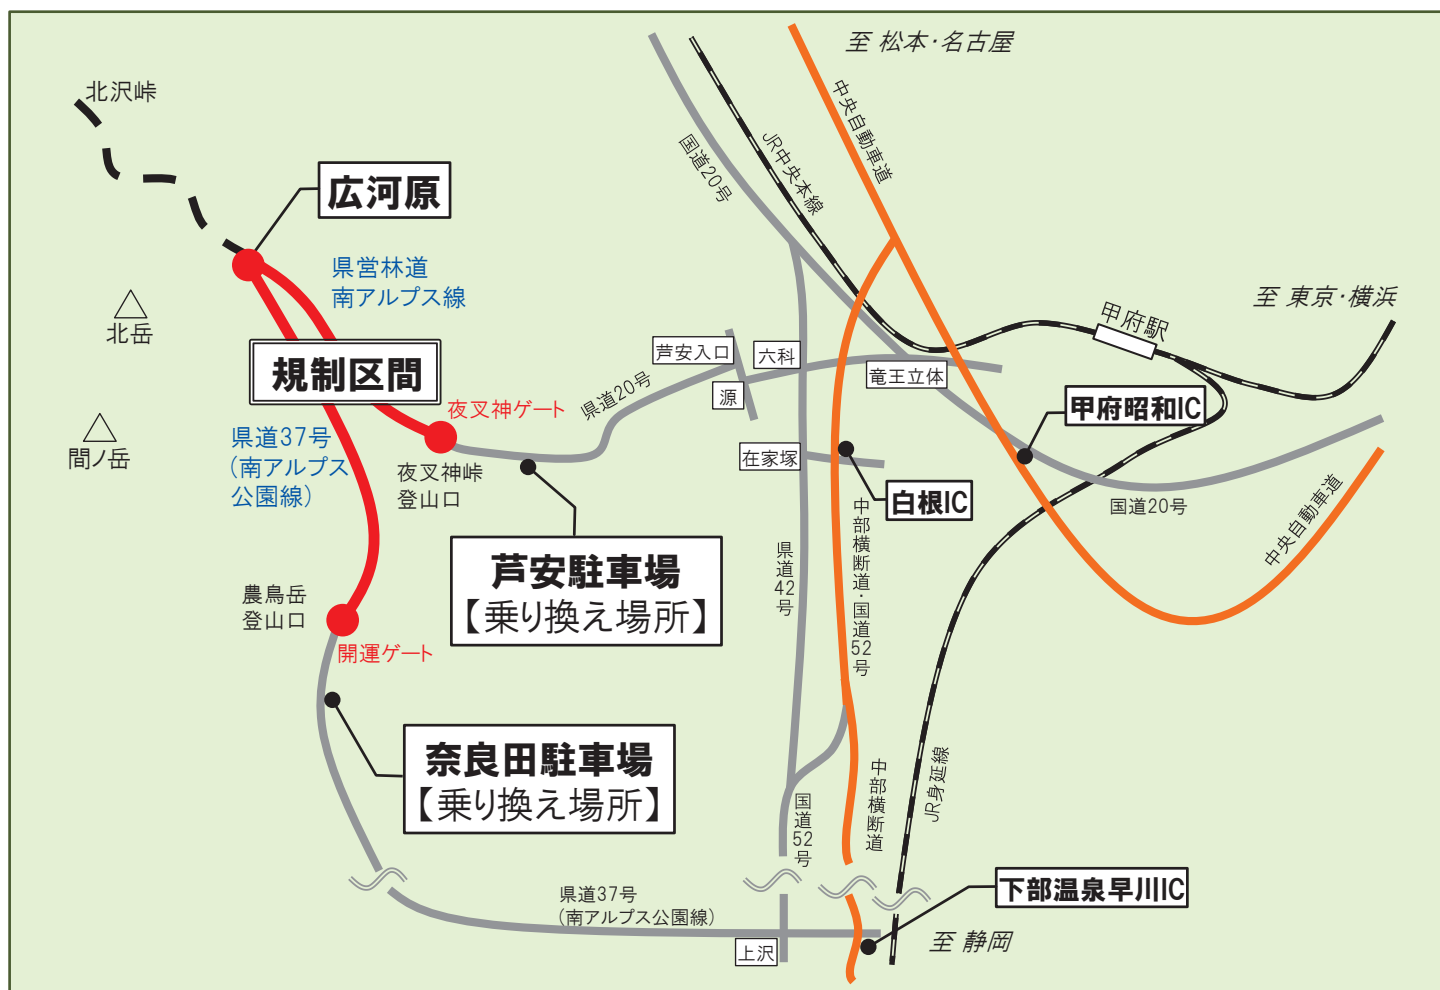 至 松本・名古屋
北沢峠
中央自動車道
国道20号
JR中央本線
広河原
県営林道
南アルプス線
至 東京・横浜
北岳
甲府駅
芦安入口
六科
規制区間
竜王立体
県道20号
源
夜叉神ゲート
甲府昭和IC
間ノ岳
県道37号
(南アルプス
公園線)
夜叉神峠
登山口
在家塚
白根IC
国道20号
中央自動車道
中部横断道・国道52号
県道42号
芦安駐車場
【乗り換え場所】
農鳥岳
登山口
開運ゲート
奈良田駐車場
【乗り換え場所】
国道52号
中部横断道
JR身延線
県道37号
(南アルプス公園線)
下部温泉早川IC
上沢
至 静岡